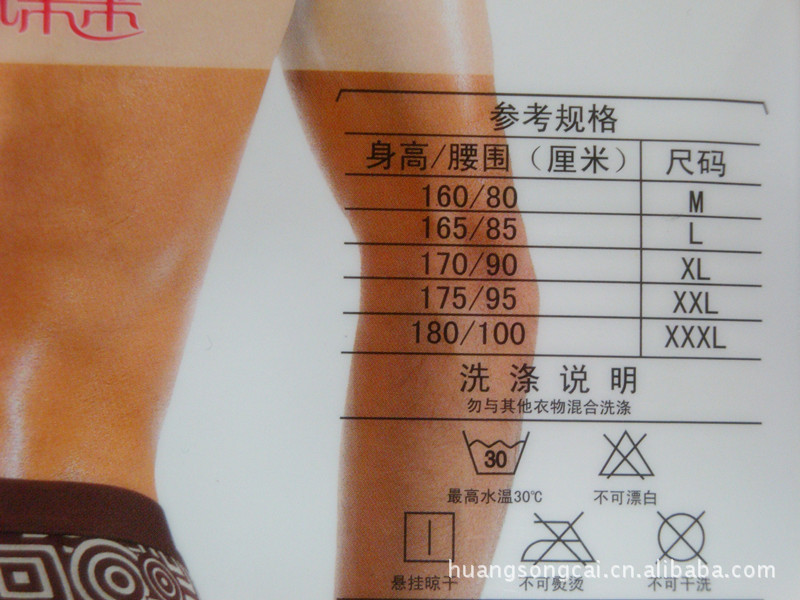 参考规格
身高/腰围（厘米） 尺码
160/80 M
165/85 L
170/90 XL
175/95 XXL
180/100 XXXL
洗涤说明
勿与其他衣物混合洗涤
30
最高水温30℃ 不可漂白
悬挂晾干 不可熨烫 不可干洗
huangsongcai.cn.alibaba.com